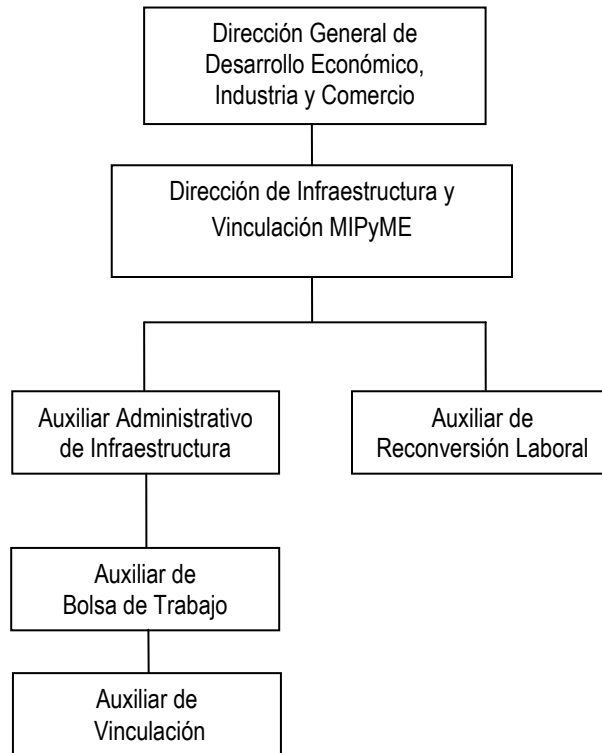 Dirección General de
Desarrollo Económico,
Industria y Comercio
Dirección de Infraestructura y
Vinculación MIPyME
Auxiliar Administrativo
de Infraestructura
Auxiliar de
Reconversión Laboral
Auxiliar de
Bolsa de Trabajo
Auxiliar de
Vinculación